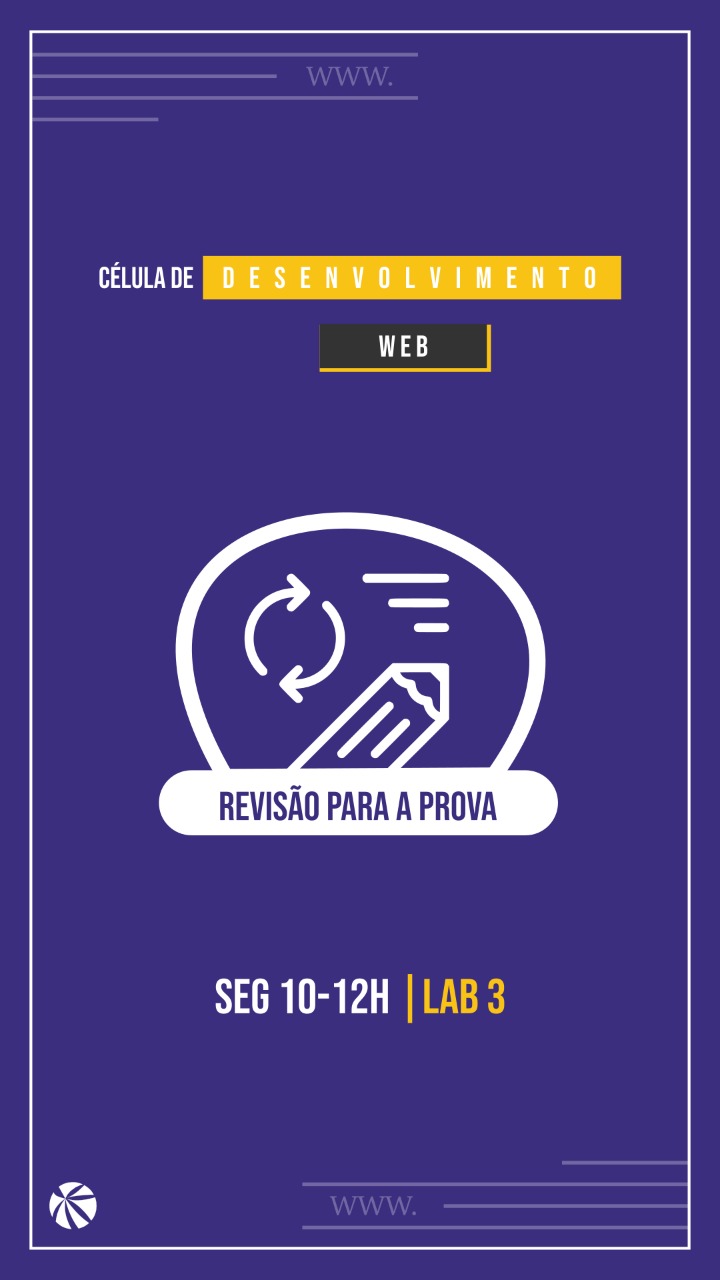 WWW.
CÉLULA DE DESENVOLVIMENTO
WEB
REVISÃO PARA A PROVA
SEG 10-12H | LAB 3
WWW.